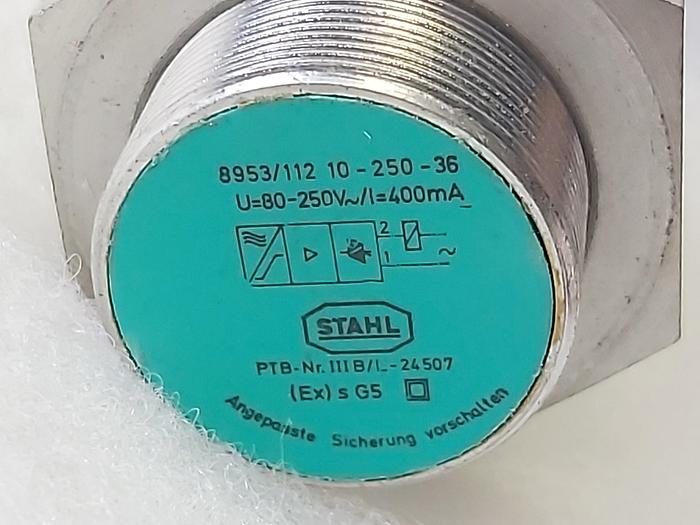 8953/112 10-250-36
U=80-250V~/I=400mA
2
1
~
STAHL
PTB-Nr. III B/E-24507
(Ex) s G5
Angepasste Sicherung vorschalten